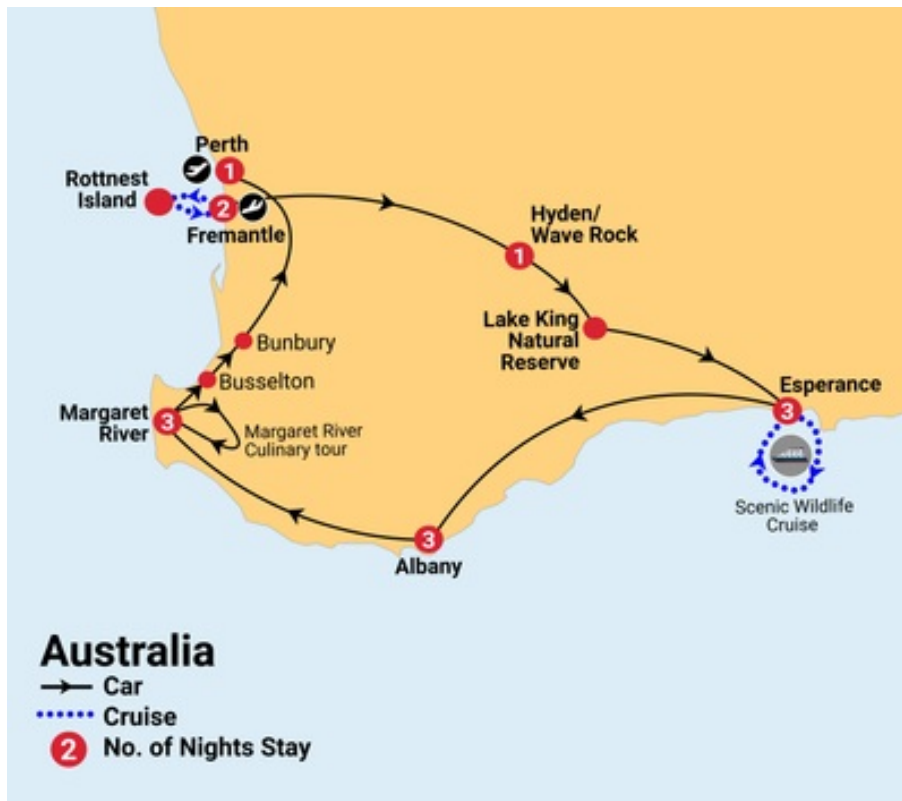 Perth
1
Rottnest
Island
2
Fremantle
Hyden/
Wave Rock
1
Lake King
Natural
Reserve
Esperance
3
Scenic Wildlife
Cruise
Bunbury
Busselton
Margaret
River
3
Margaret River
Culinary tour
3
Albany
Australia
Car
Cruise
2 No. of Nights Stay